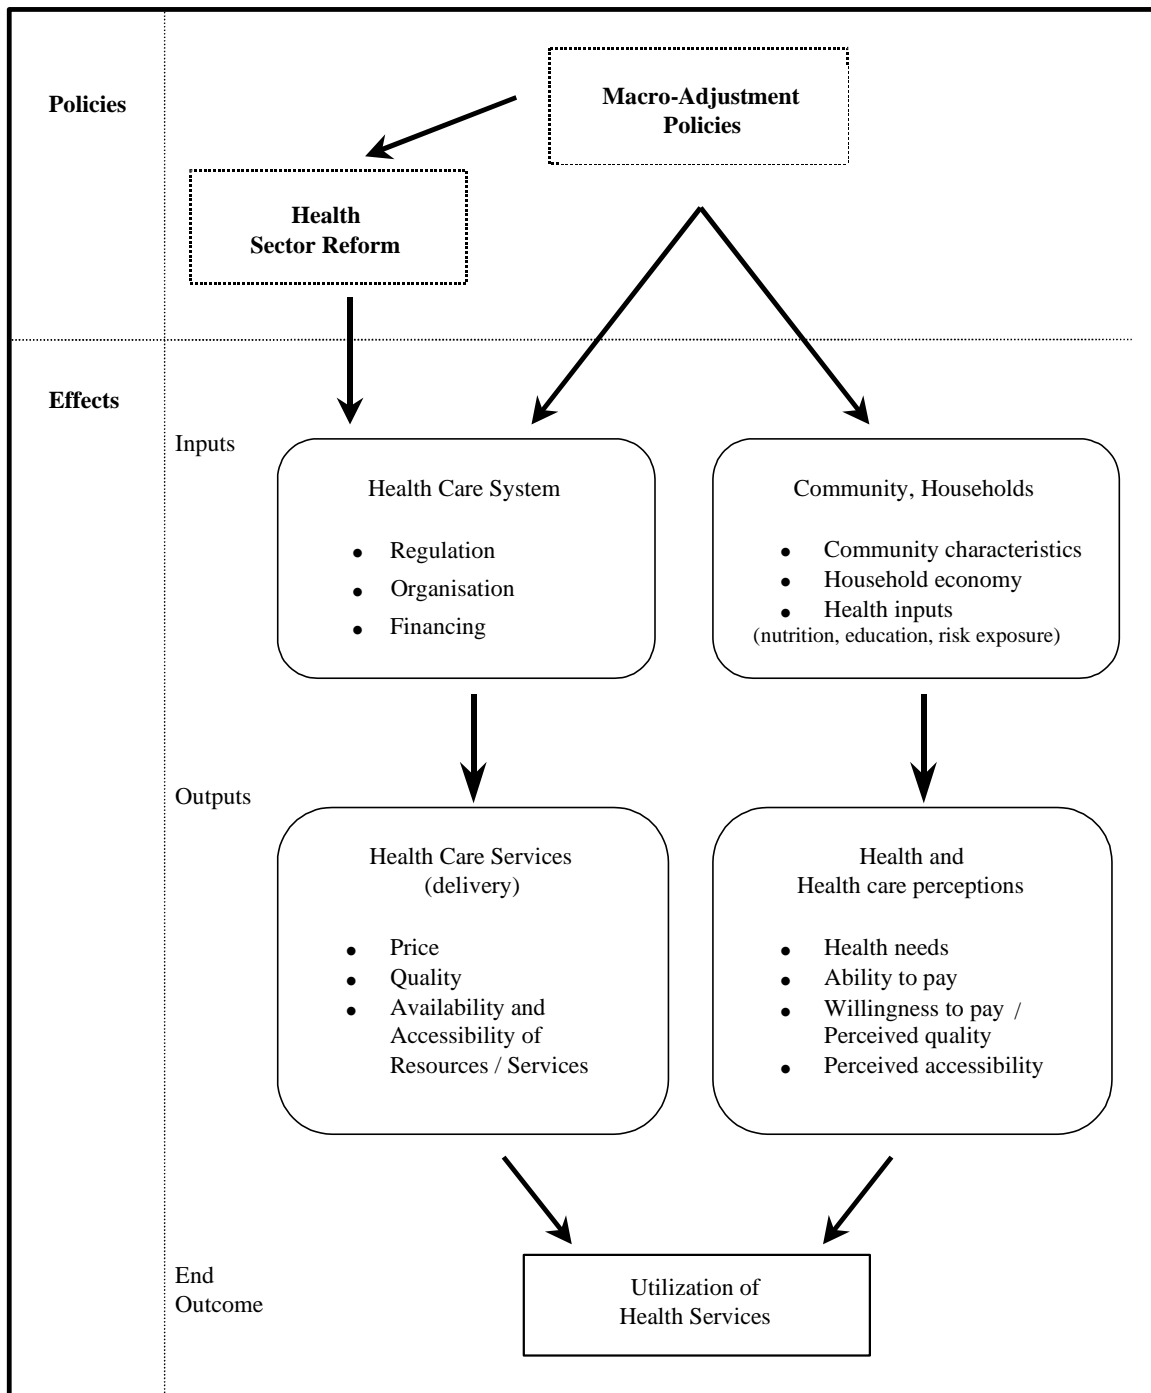 Policies
Macro-Adjustment
Policies
Health
Sector Reform
Effects
Inputs
Health Care System
• Regulation
• Organisation
• Financing
Community, Households
• Community characteristics
• Household economy
• Health inputs
(nutrition, education, risk exposure)
Outputs
Health Care Services
(delivery)
• Price
• Quality
• Availability and
Accessibility of
Resources / Services
Health and
Health care perceptions
• Health needs
• Ability to pay
• Willingness to pay /
Perceived quality
• Perceived accessibility
End
Outcome
Utilization of
Health Services